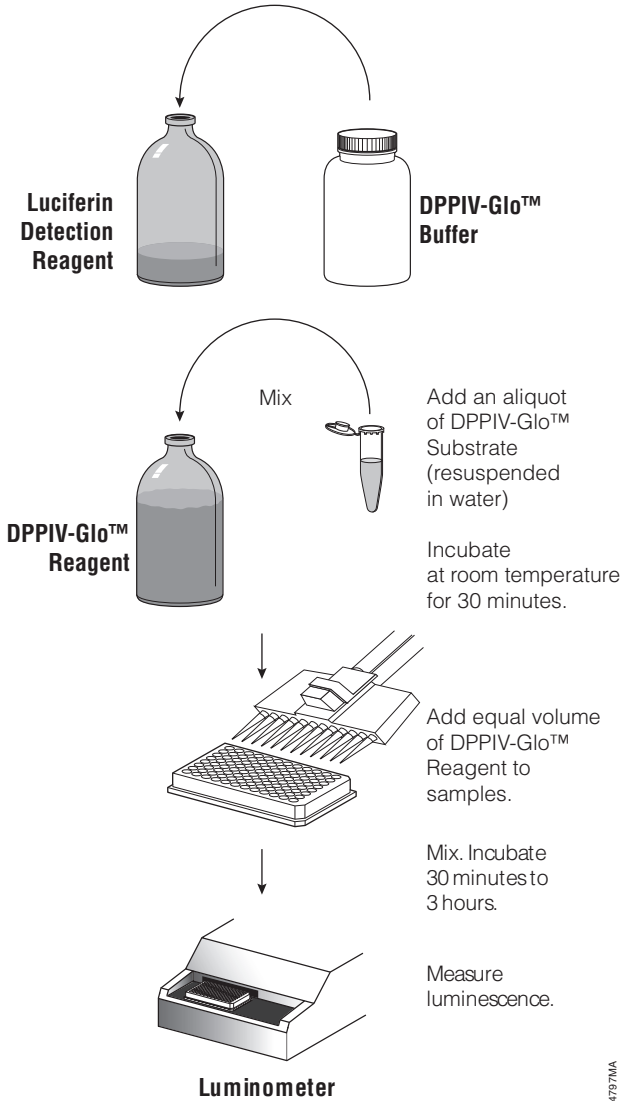 Luciferin
Detection
Reagent
DPPIV-Glo™
Buffer
Mix
Add an aliquot
of DPPIV-Glo™
Substrate
(resuspended
in water)
DPPIV-Glo™
Reagent
Incubate
at room temperature
for 30 minutes.
Add equal volume
of DPPIV-Glo™
Reagent to
samples.
Mix. Incubate
30 minutes to
3 hours.
Measure
luminescence.
Luminometer
4797MA